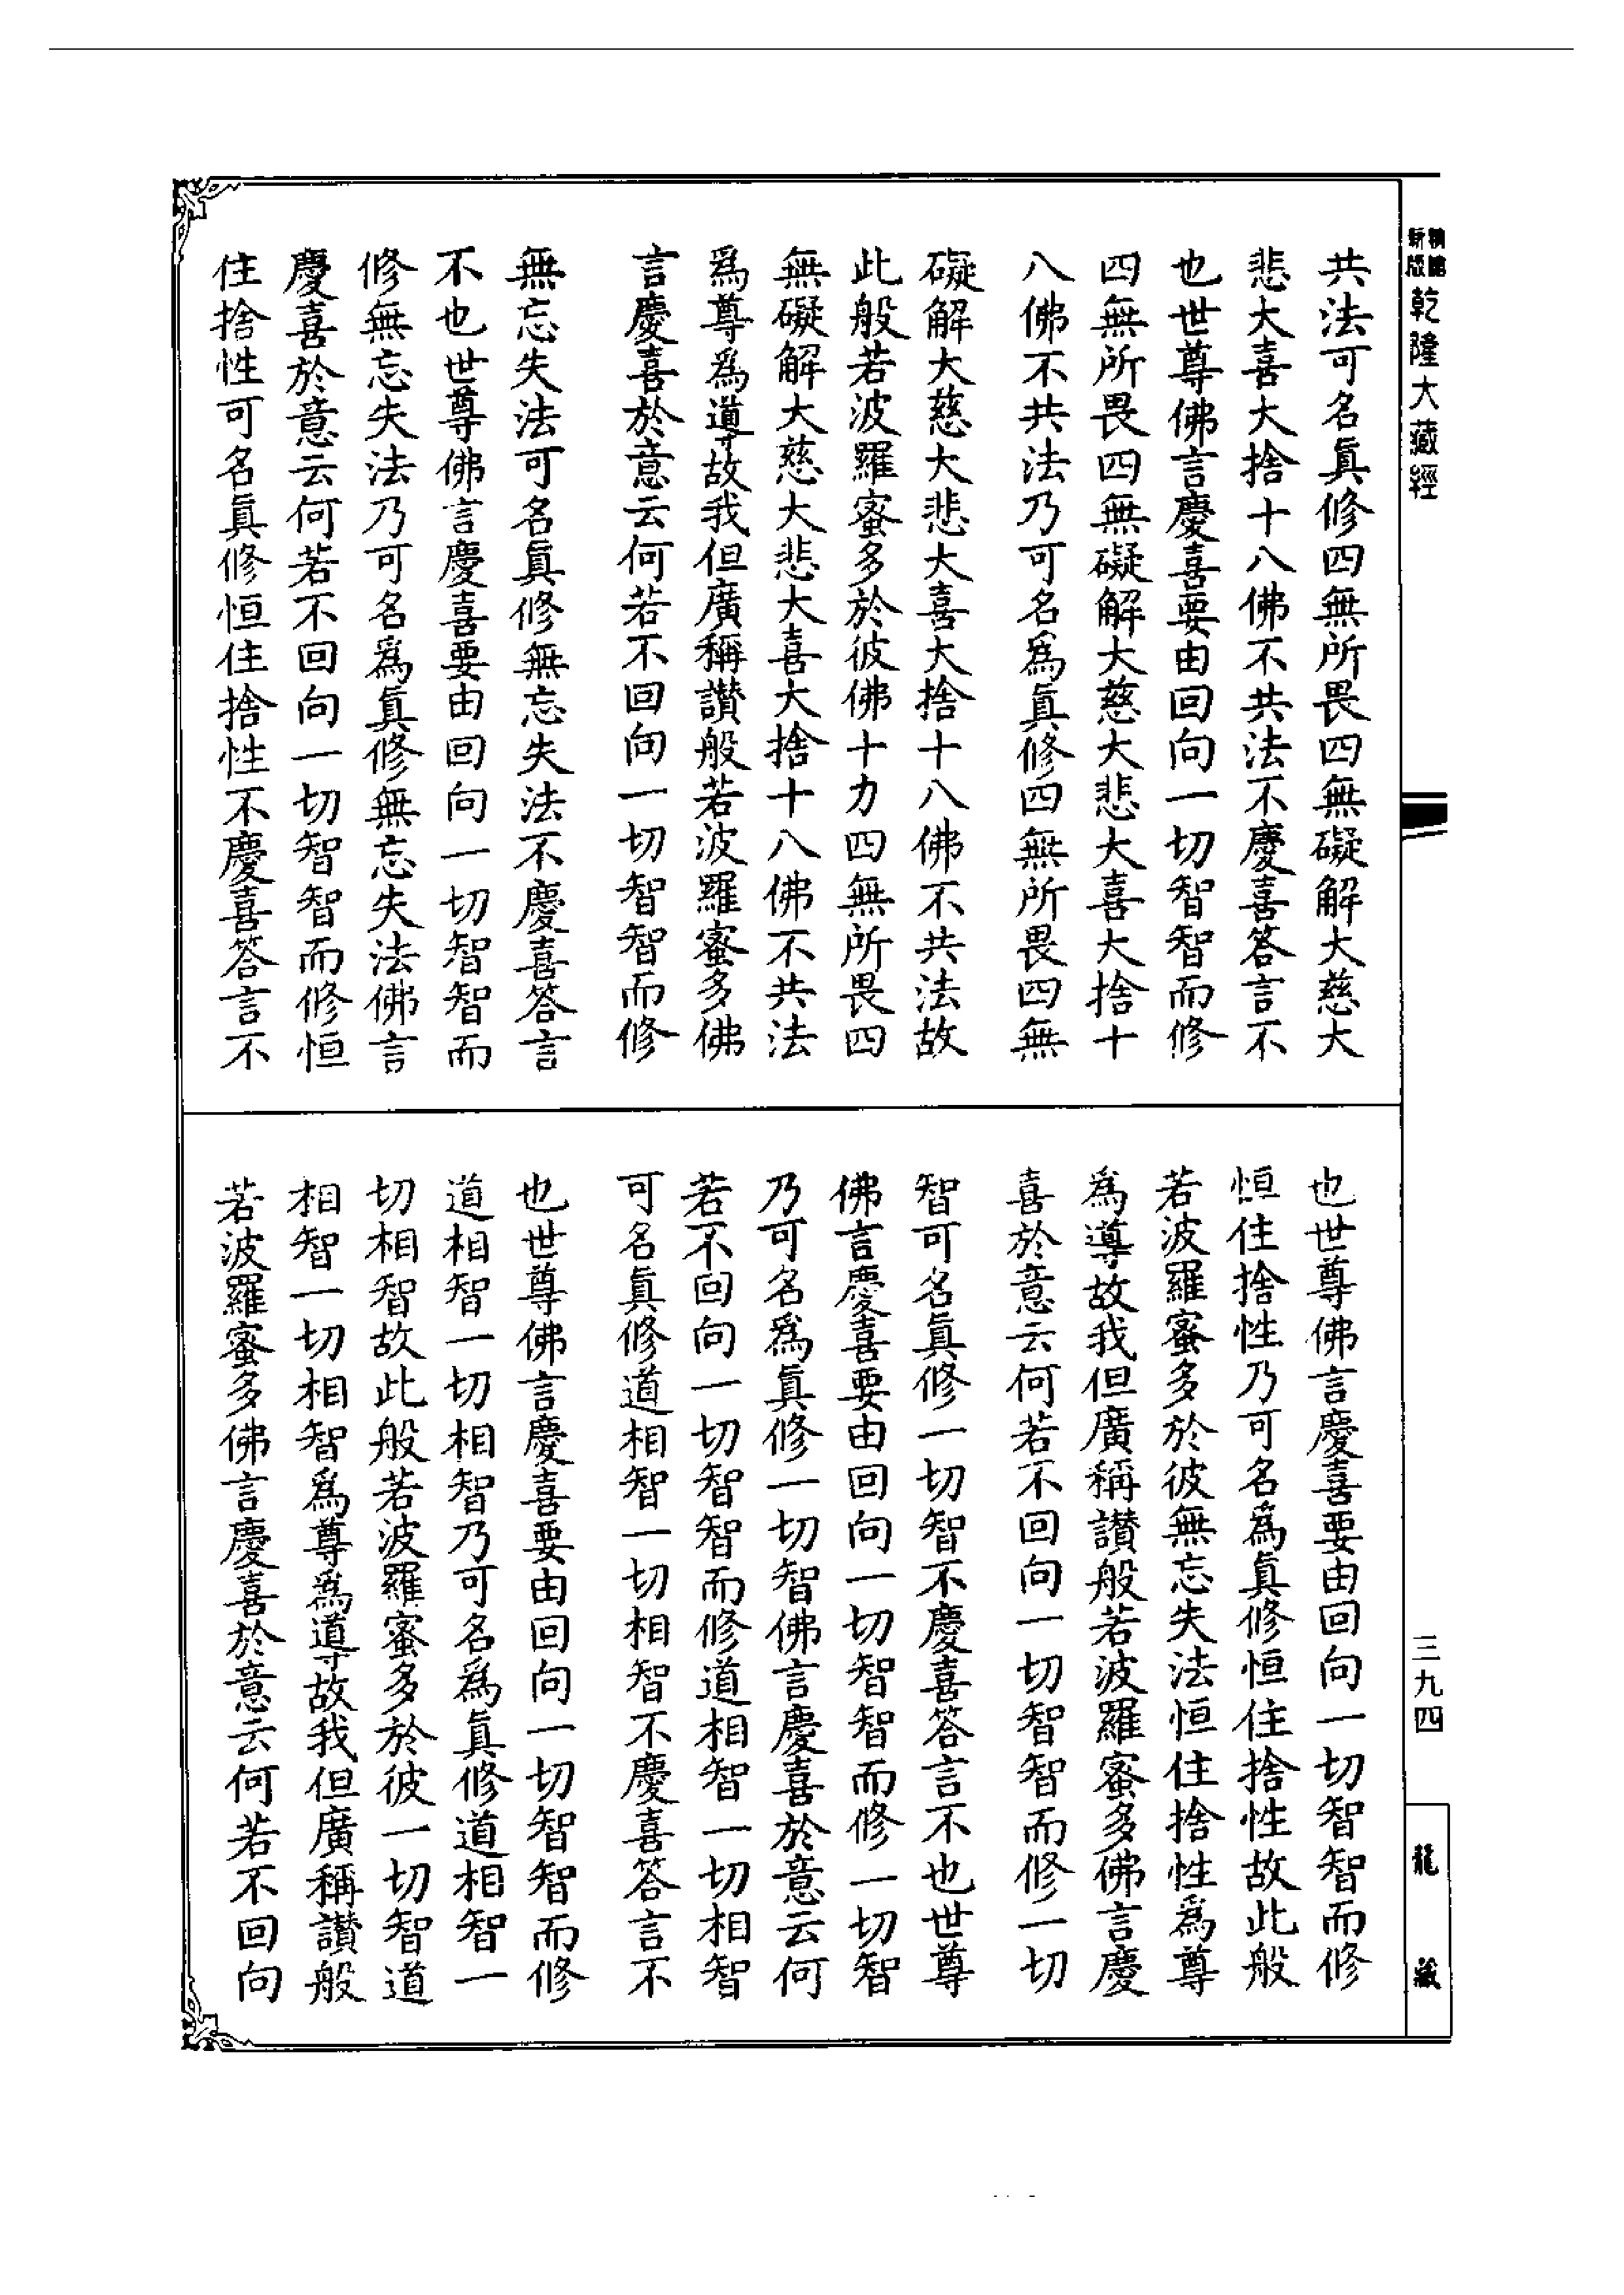 共法可名眞修四無所畏四無礙解大慈大
悲大喜大捨十八佛不共法不慶喜答言不
也世尊佛言慶喜要由回向一切智智而修
四無所畏四無礙解大慈大悲大喜大捨十
八佛不共法乃可名爲眞修四無所畏四無
礙解大慈大悲大喜大捨十八佛不共法故
此般若波羅蜜多於彼佛十力四無所畏四
無礙解大慈大悲大喜大捨十八佛不共法
爲尊爲導故我但廣稱讃般若波羅蜜多佛
言慶喜於意云何若不回向一切智智而修
無忘失法可名眞修無忘失法不慶喜答言
不也世尊佛言慶喜要由回向一切智智而
修無忘失法乃可名爲眞修無忘失法佛言
慶喜於意云何若不回向一切智智而修恒
住捨性可名眞修恒住捨性不慶喜答言不
也世尊佛言慶喜要由回向一切智智而修
恒住捨性乃可名爲眞修恒住捨性故此般
若波羅蜜多於彼無忘失法恒住捨性爲尊
爲導故我但廣稱讃般若波羅蜜多佛言慶
喜於意云何若不回向一切智智而修一切
智可名眞修一切智不慶喜答言不也世尊
佛言慶喜要由回向一切智智而修一切智
乃可名爲眞修一切智佛言慶喜於意云何
若不回向一切智智而修道相智一切相智
可名眞修道相智一切相智不慶喜答言不
也世尊佛言慶喜要由回向一切智智而修
道相智一切相智乃可名爲眞修道相智一
切相智故此般若波羅蜜多於彼一切智道
相智一切相智爲尊爲導故我但廣稱讃般
若波羅蜜多佛言慶喜於意云何若不回向
新版乾隆大藏經
三九四
龍藏